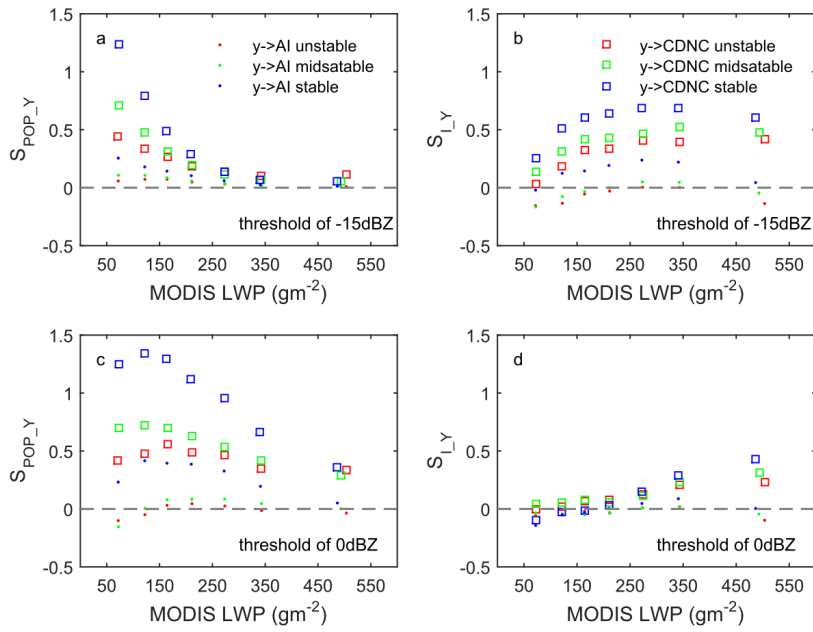 a
y->AI unstable
y->AI midsatable
y->AI stable
1.5
1
0.5
0
-0.5
S_POP_Y
threshold of -15dBZ
50 150 250 350 450 550
MODIS LWP (gm⁻²)
b
y->CDNC unstable
y->CDNC midsatable
y->CDNC stable
1.5
1
0.5
0
-0.5
S_I_Y
threshold of -15dBZ
50 150 250 350 450 550
MODIS LWP (gm⁻²)
c
1.5
1
0.5
0
-0.5
S_POP_Y
threshold of 0dBZ
50 150 250 350 450 550
MODIS LWP (gm⁻²)
d
1.5
1
0.5
0
-0.5
S_I_Y
threshold of 0dBZ
50 150 250 350 450 550
MODIS LWP (gm⁻²)